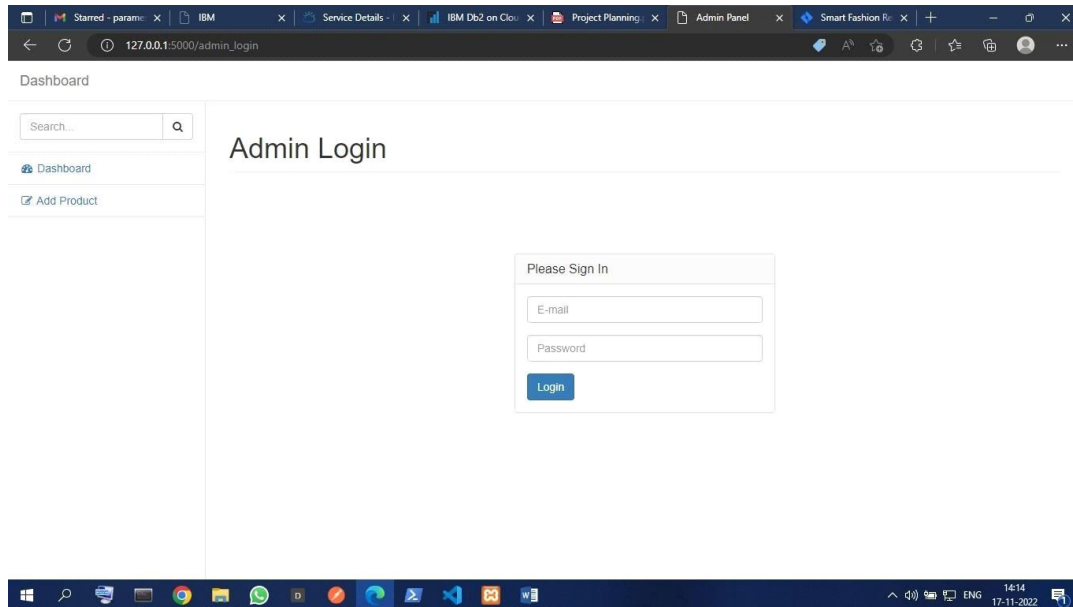 Starred - parame
IBM
Service Details - I
IBM Db2 on Clou
Project Planning
Admin Panel
Smart Fashion Re
127.0.0.1:5000/admin_login
Dashboard
Search...
Dashboard
Add Product
Admin Login
Please Sign In
E-mail
Password
Login
ENG
14:14
17-11-2022
1